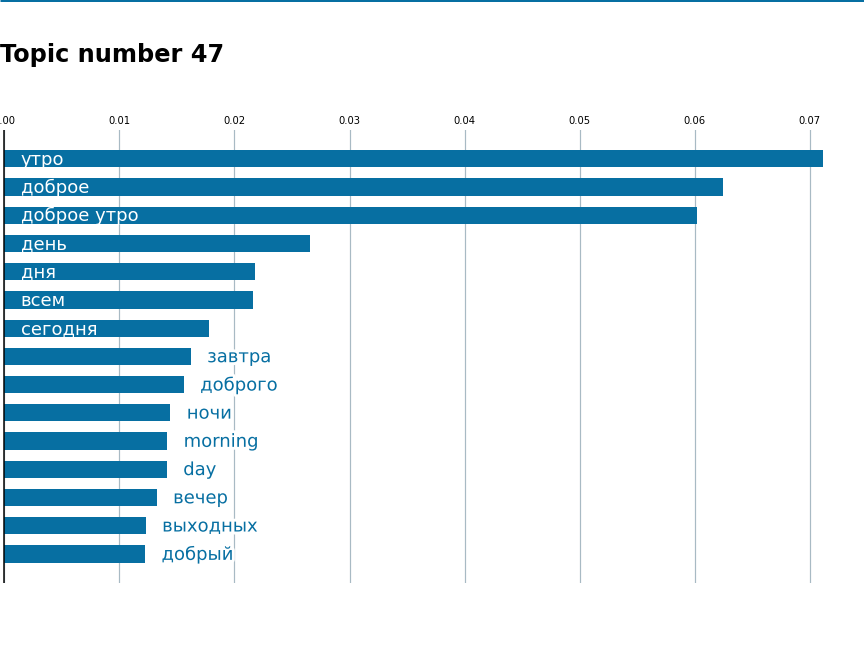 Topic number 47
.00 0.01 0.02 0.03 0.04 0.05 0.06 0.07
утро
доброе
доброе утро
день
дня
всем
сегодня
завтра
доброго
ночи
morning
day
вечер
выходных
добрый